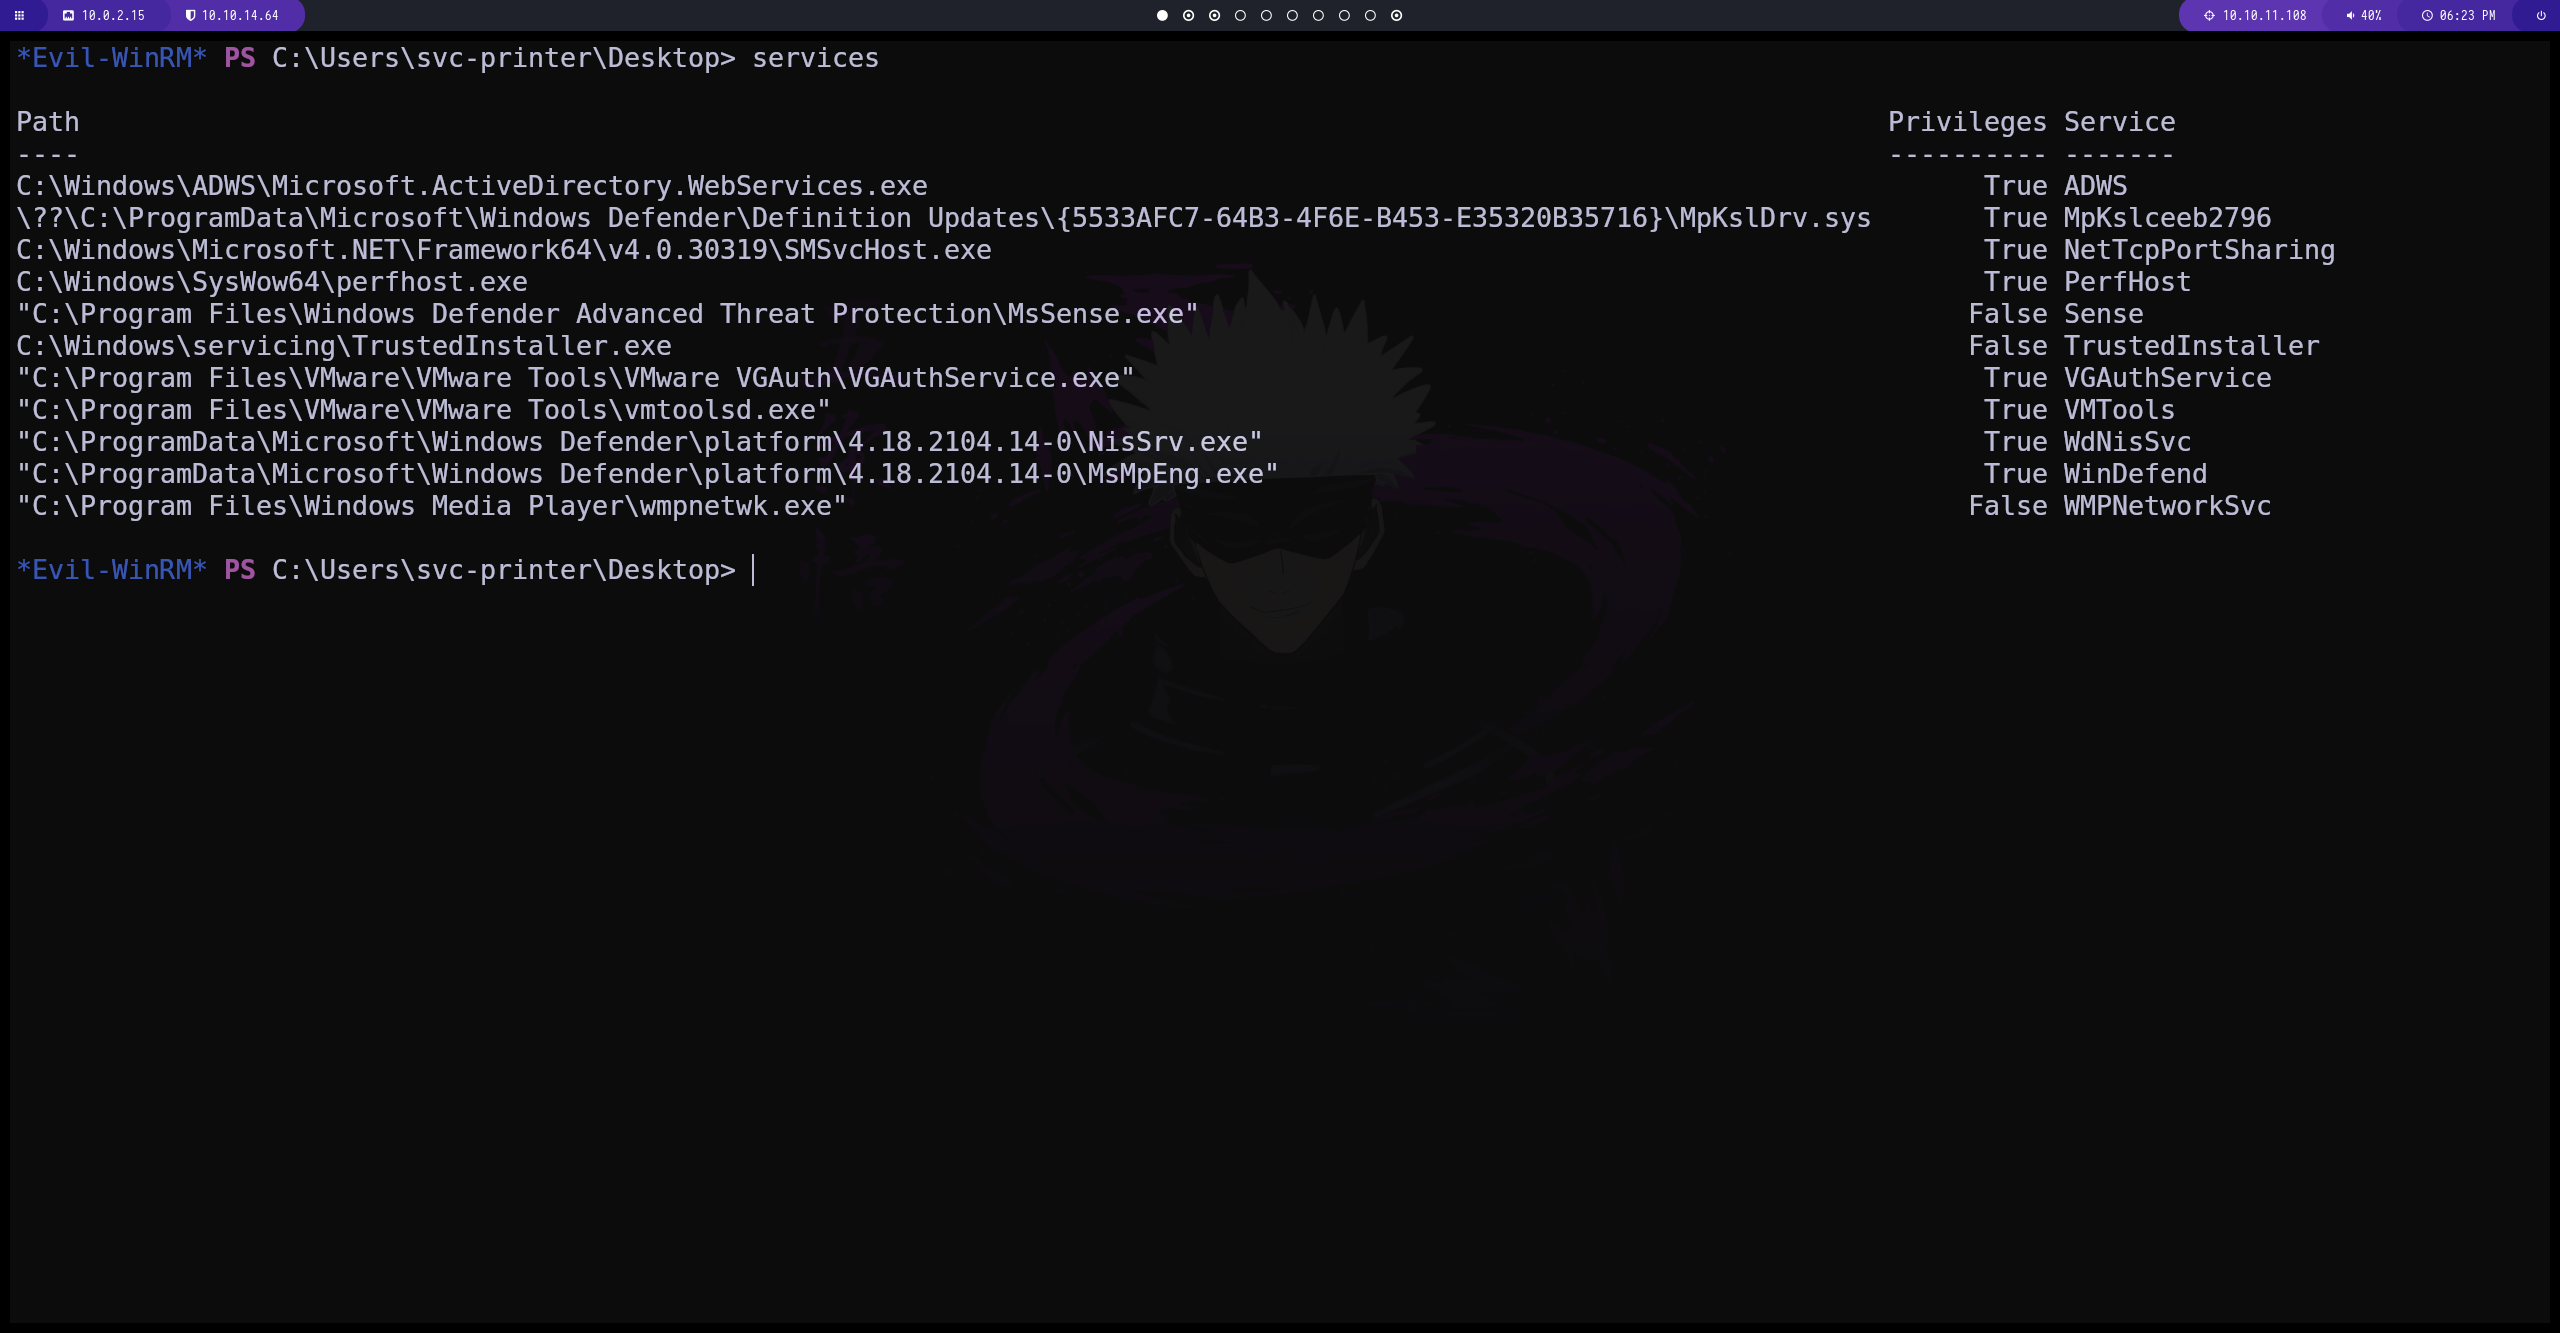 10.0.2.15 10.10.14.64 10.10.11.108 40% 06:23 PM
*Evil-WinRM* PS C:\Users\svc-printer\Desktop> services
Path Privileges Service
---- ---------- -------
C:\Windows\ADWS\Microsoft.ActiveDirectory.WebServices.exe True ADWS
\??\C:\ProgramData\Microsoft\Windows Defender\Definition Updates\{5533AFC7-64B3-4F6E-B453-E35320B35716}\MpKslDrv.sys True MpKslceeb2796
C:\Windows\Microsoft.NET\Framework64\v4.0.30319\SMSvcHost.exe True NetTcpPortSharing
C:\Windows\SysWow64\perfhost.exe True PerfHost
"C:\Program Files\Windows Defender Advanced Threat Protection\MsSense.exe" False Sense
C:\Windows\servicing\TrustedInstaller.exe False TrustedInstaller
"C:\Program Files\VMware\VMware Tools\VMware VGAuth\VGAuthService.exe" True VGAuthService
"C:\Program Files\VMware\VMware Tools\vmtoolsd.exe" True VMTools
"C:\ProgramData\Microsoft\Windows Defender\platform\4.18.2104.14-0\NisSrv.exe" True WdNisSvc
"C:\ProgramData\Microsoft\Windows Defender\platform\4.18.2104.14-0\MsMpEng.exe" True WinDefend
"C:\Program Files\Windows Media Player\wmpnetwk.exe" False WMPNetworkSvc
*Evil-WinRM* PS C:\Users\svc-printer\Desktop>